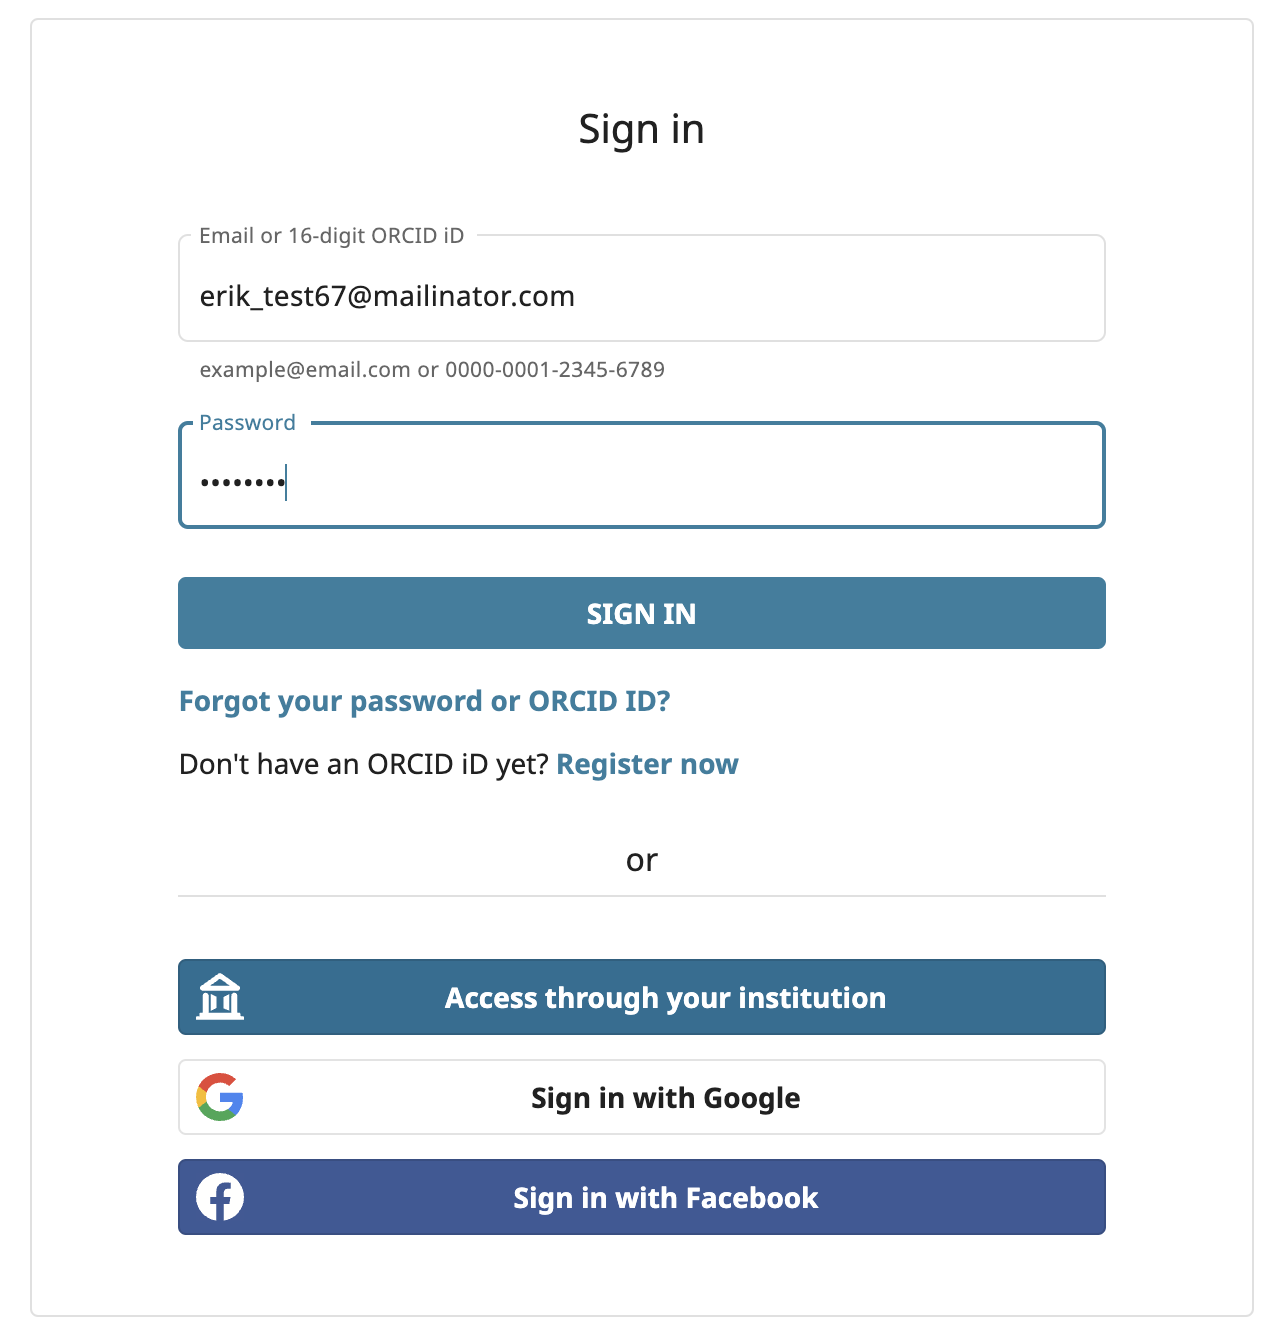 Sign in
Email or 16-digit ORCID iD
erik_test67@mailinator.com
example@email.com or 0000-0001-2345-6789
Password
••••••••
SIGN IN
Forgot your password or ORCID ID?
Don't have an ORCID iD yet? Register now
or
Access through your institution
Sign in with Google
Sign in with Facebook